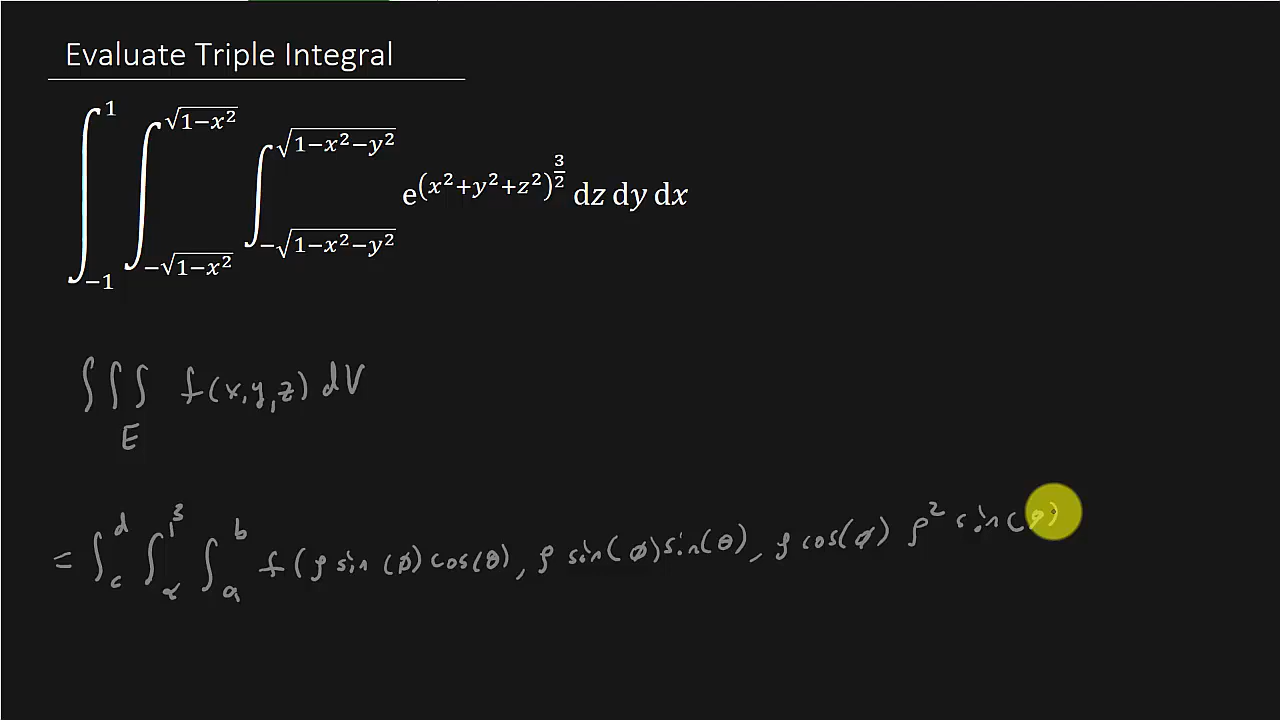 Evaluate Triple Integral
∫_{-1}^{1} ∫_{-√(1-x²)}^{√(1-x²)} ∫_{-√(1-x²-y²)}^{√(1-x²-y²)} e^{(x²+y²+z²)^{3/2}} dz dy dx
∫∫∫_E f(x,y,z) dV
= ∫_c^d ∫_α^β ∫_a^b f(ρ sin(φ)cos(θ), ρ sin(φ)sin(θ), ρ cos(φ) ρ² sin(φ)